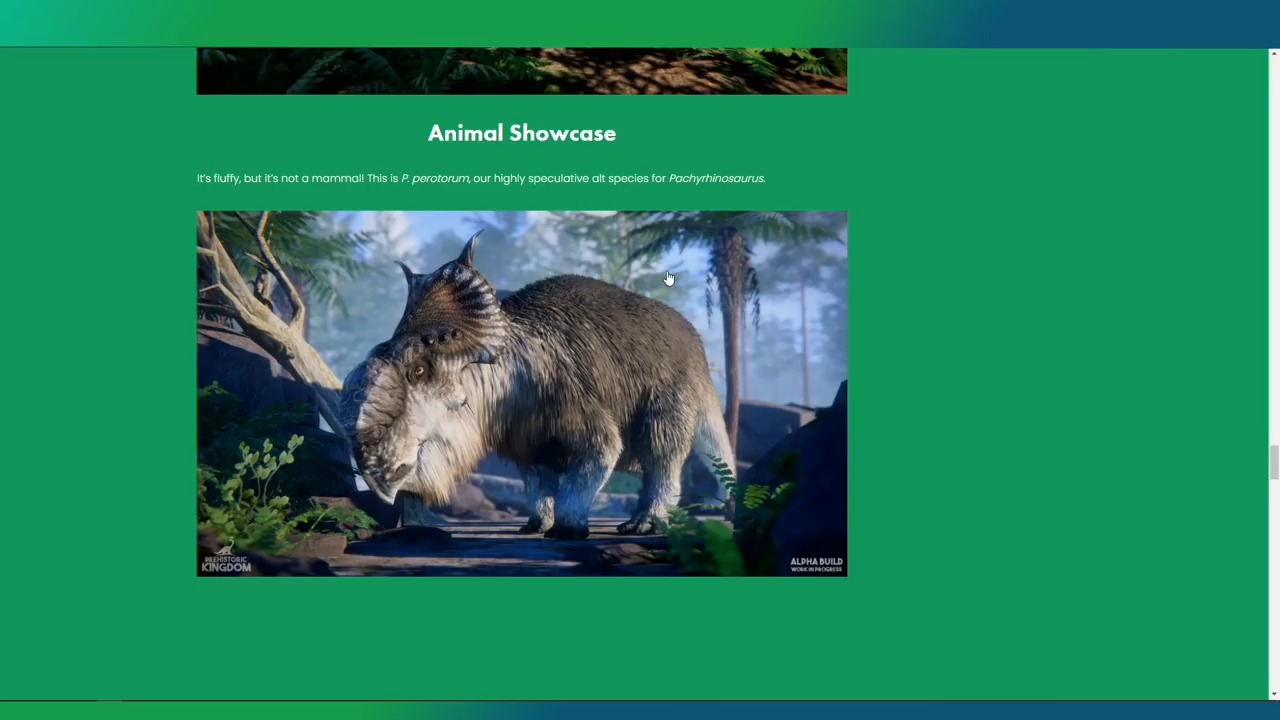 Animal Showcase
It's fluffy, but it's not a mammal! This is P. perotorum, our highly speculative alt species for Pachyrhinosaurus.
PREHISTORIC
KINGDOM
ALPHA BUILD
WORK IN PROGRESS